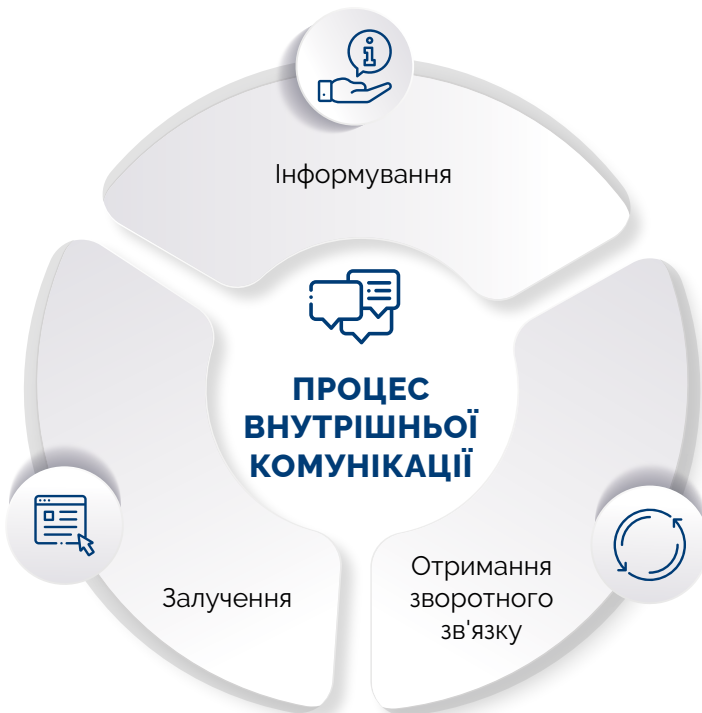 Інформування
ПРОЦЕС
ВНУТРІШНЬОЇ
КОМУНІКАЦІЇ
Залучення
Отримання
зворотного
зв'язку